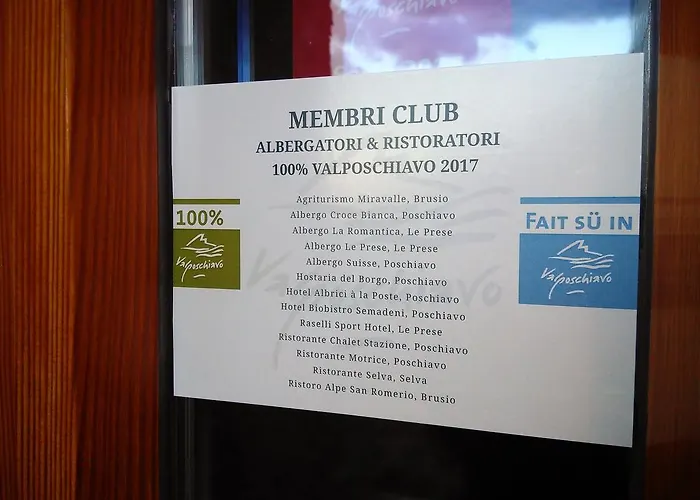 MEMBRI CLUB
ALBERGATORI & RISTORATORI
100% VALPOSCHIAVO 2017
Agriturismo Miravalle, Brusio
Albergo Croce Bianca, Poschiavo
Albergo La Romantica, Le Prese
Albergo Le Prese, Le Prese
Albergo Suisse, Poschiavo
Hostaria del Borgo, Poschiavo
Hotel Albrici à la Poste, Poschiavo
Hotel Biobistro Semadeni, Poschiavo
Raselli Sport Hotel, Le Prese
Ristorante Chalet Stazione, Poschiavo
Ristorante Motrice, Poschiavo
Ristorante Selva, Selva
Ristoro Alpe San Romerio, Brusio
100%
Valposchiavo
FAIT SÜ IN
Valposchiavo